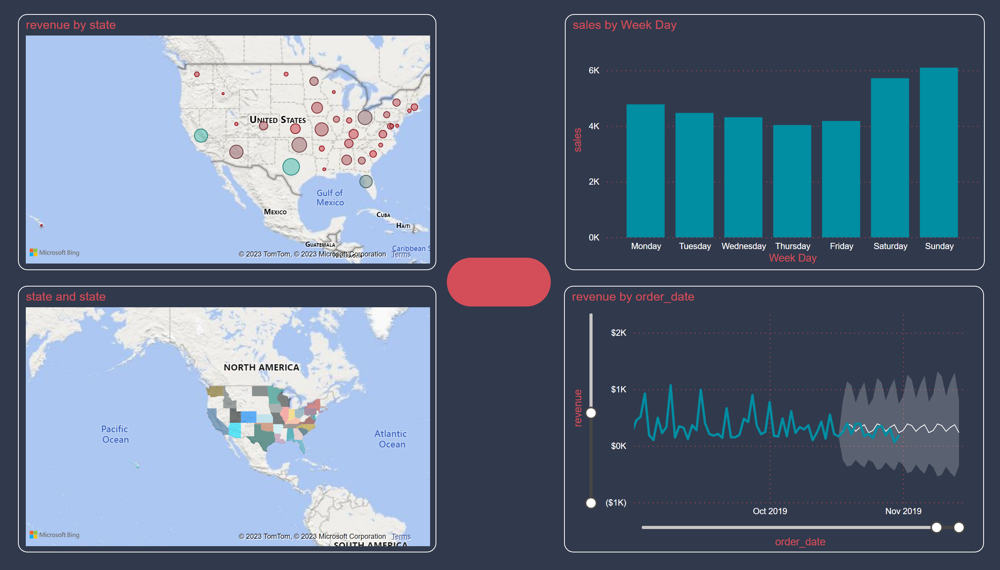 revenue by state
UNITED STATES
Gulf of
Mexico
MEXICO
CUBA
HAITI
GUATEMALA
Caribbean S
Microsoft Bing
© 2023 TomTom, © 2023 Microsoft Corporation Terms
sales by Week Day
sales
6K
4K
2K
0K
Monday Tuesday Wednesday Thursday Friday Saturday Sunday
Week Day
state and state
NORTH AMERICA
Pacific
Ocean
Atlantic
Ocean
Microsoft Bing
© 2023 TomTom, © 2023 Microsoft Corporation Terms
SOUTH AMERICA
revenue by order_date
revenue
$2K
$1K
$0K
($1K)
Oct 2019 Nov 2019
order_date